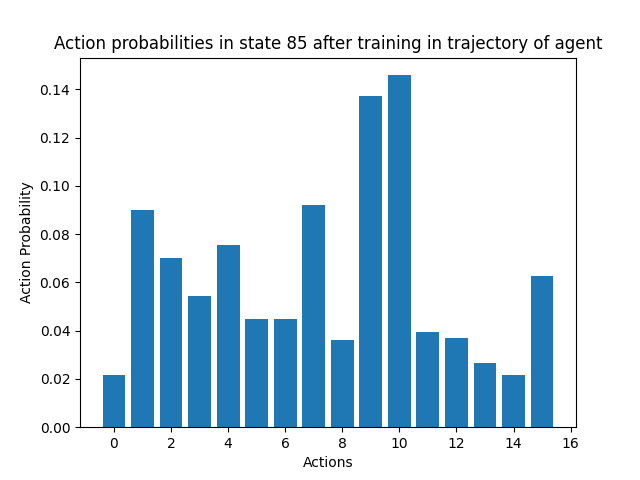 Action probabilities in state 85 after training in trajectory of agent
0.14
0.12
0.10
0.08
0.06
0.04
0.02
0.00
Action Probability
0 2 4 6 8 10 12 14 16
Actions